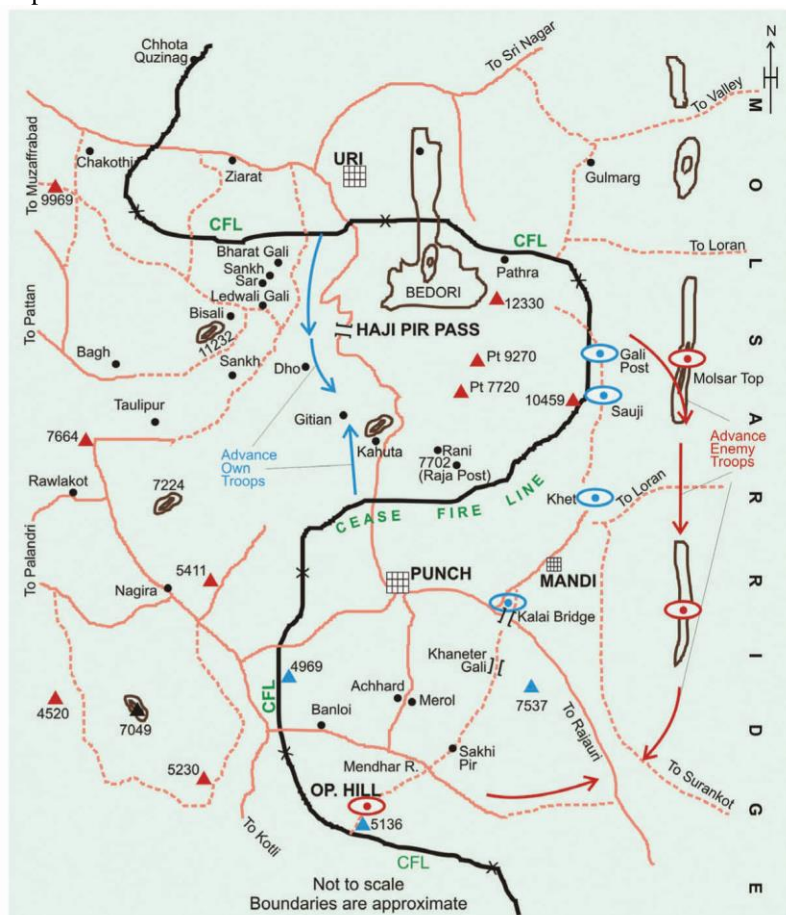 N
Chhota
Quzinag
To Sri Nagar
To Valley
M O L S A R R I D G E
Chakothi
Ziarat
URI
Gulmarg
To Muzaffrabad
9969
CFL
CFL
To Loran
Bharat Gali
Sankh
Sar
Ledwali Gali
Bisali
11232
Pathra
BEDORI
12330
To Pattan
HAJI PIR PASS
Bagh
Sankh
Dho
Pt 9270
Pt 7720
Gali
Post
Molsar Top
10459
Sauji
Taulipur
Gitian
7664
Advance
Own
Troops
Kahuta
Rani
7702
(Raja Post)
Advance
Enemy
Troops
Rawlakot
7224
CEASE FIRE LINE
Khet
To Loran
To Palandri
5411
Nagira
PUNCH
MANDI
Kalai Bridge
Khaneter
Gali
4969
CFL
Achhard
Merol
7537
4520
7049
Banloi
To Rajauri
5230
Mendhar R.
Sakhi
Pir
To Surankot
OP. HILL
5136
To Kotli
CFL
Not to scale
Boundaries are approximate